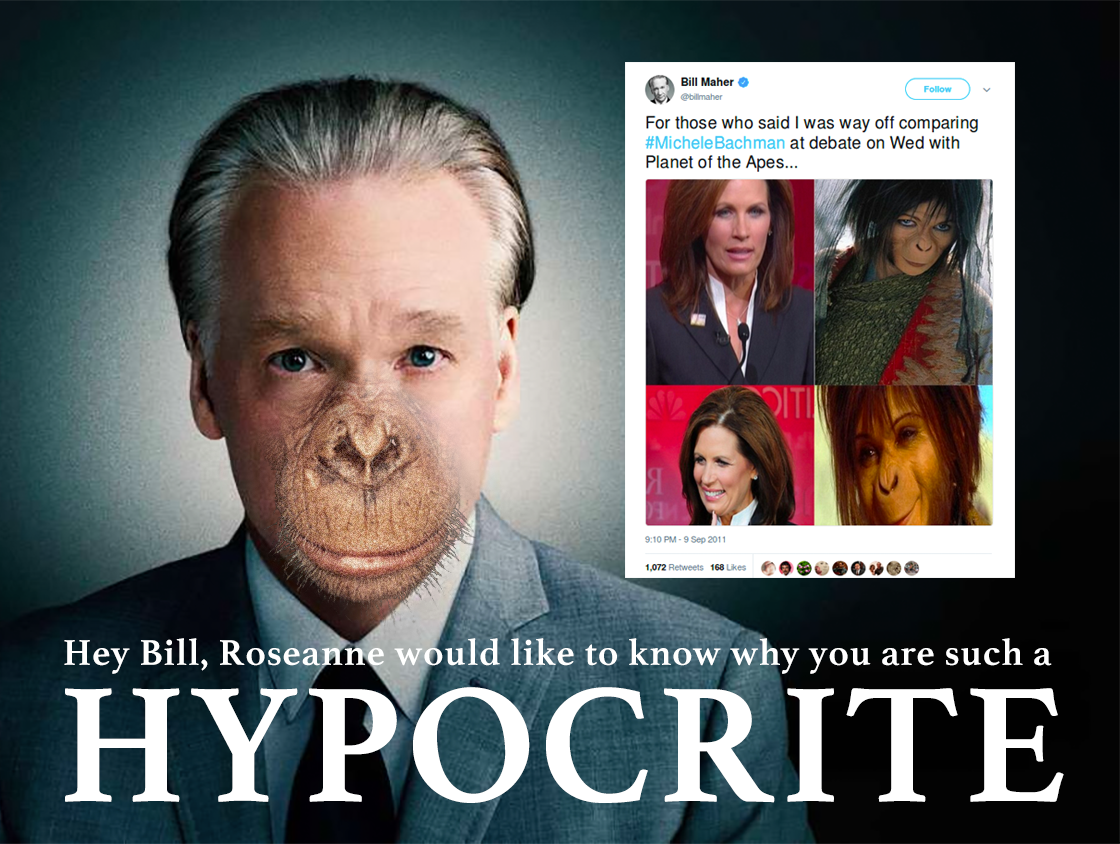 Bill Maher
@billmaher
Follow
For those who said I was way off comparing
#MicheleBachman at debate on Wed with
Planet of the Apes...
9:10 PM - 9 Sep 2011
1,072 Retweets 168 Likes
Hey Bill, Roseanne would like to know why you are such a
HYPOCRITE